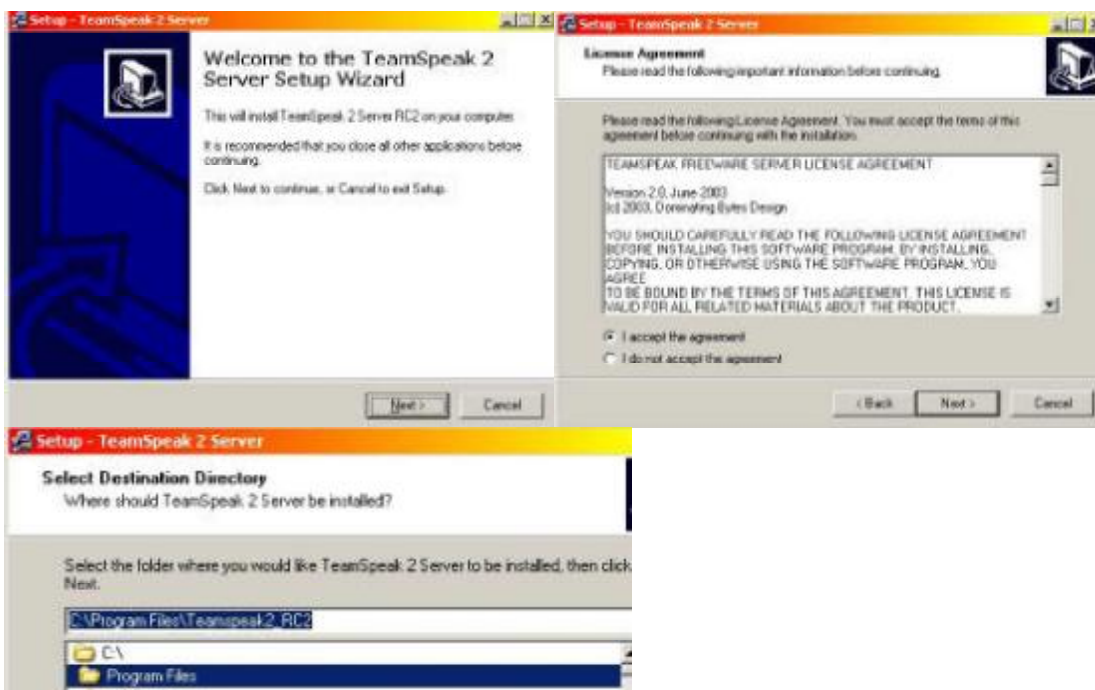 Setup - TeamSpeak 2 Server
Welcome to the TeamSpeak 2
Server Setup Wizard
This will install TeamSpeak 2 Server RC2 on your computer.
It is recommended that you close all other applications before
continuing.
Click Next to continue, or Cancel to exit Setup.
Next >
Cancel
Setup - TeamSpeak 2 Server
License Agreement
Please read the following important information before continuing.
Please read the following License Agreement. You must accept the terms of this
agreement before continuing with the installation.
TEAMSPEAK FREEWARE SERVER LICENSE AGREEMENT
Version 2.0, June 2003
(c) 2003, Dominating Bytes Design
YOU SHOULD CAREFULLY READ THE FOLLOWING LICENSE AGREEMENT
BEFORE INSTALLING THIS SOFTWARE PROGRAM. BY INSTALLING,
COPYING, OR OTHERWISE USING THE SOFTWARE PROGRAM, YOU
AGREE
TO BE BOUND BY THE TERMS OF THIS AGREEMENT. THIS LICENSE IS
VALID FOR ALL RELATED MATERIALS ABOUT THE PRODUCT.
I accept the agreement
I do not accept the agreement
< Back
Next >
Cancel
Setup - TeamSpeak 2 Server
Select Destination Directory
Where should TeamSpeak 2 Server be installed?
Select the folder where you would like TeamSpeak 2 Server to be installed, then click
Next.
C:\Program Files\Teamspeak2_RC2
C:\
Program Files